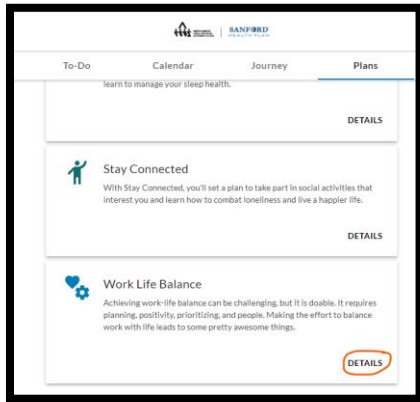 SANFORD
HEALTH PLAN
To-Do Calendar Journey Plans
learn to manage your sleep health.
DETAILS
Stay Connected
With Stay Connected, you'll set a plan to take part in social activities that
interest you and learn how to combat loneliness and live a happier life.
DETAILS
Work Life Balance
Achieving work-life balance can be challenging, but it is doable. It requires
planning, positivity, prioritizing, and people. Making the effort to balance
work with life leads to some pretty awesome things.
DETAILS